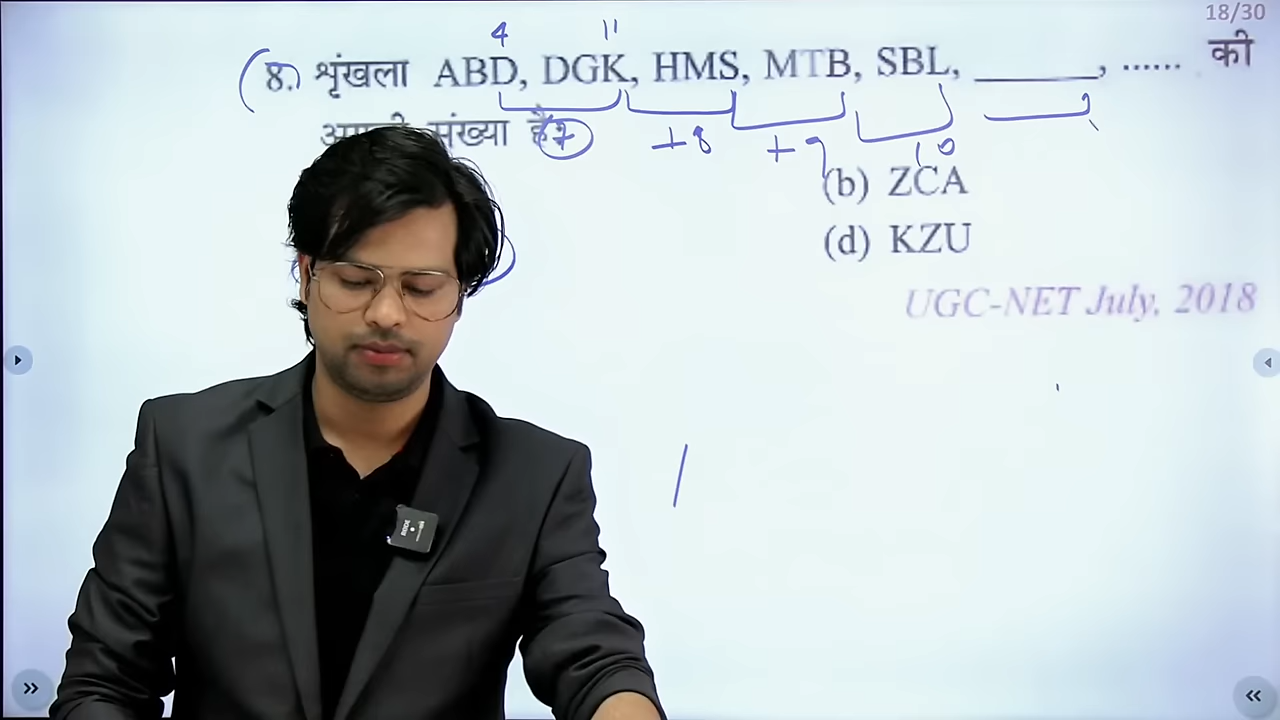 18/30
4 11
(8.) शृंखला ABD, DGK, HMS, MTB, SBL, ______, ...... की
संख्या है?
7 +8 +9 10
(b) ZCA
(d) KZU
UGC-NET July, 2018